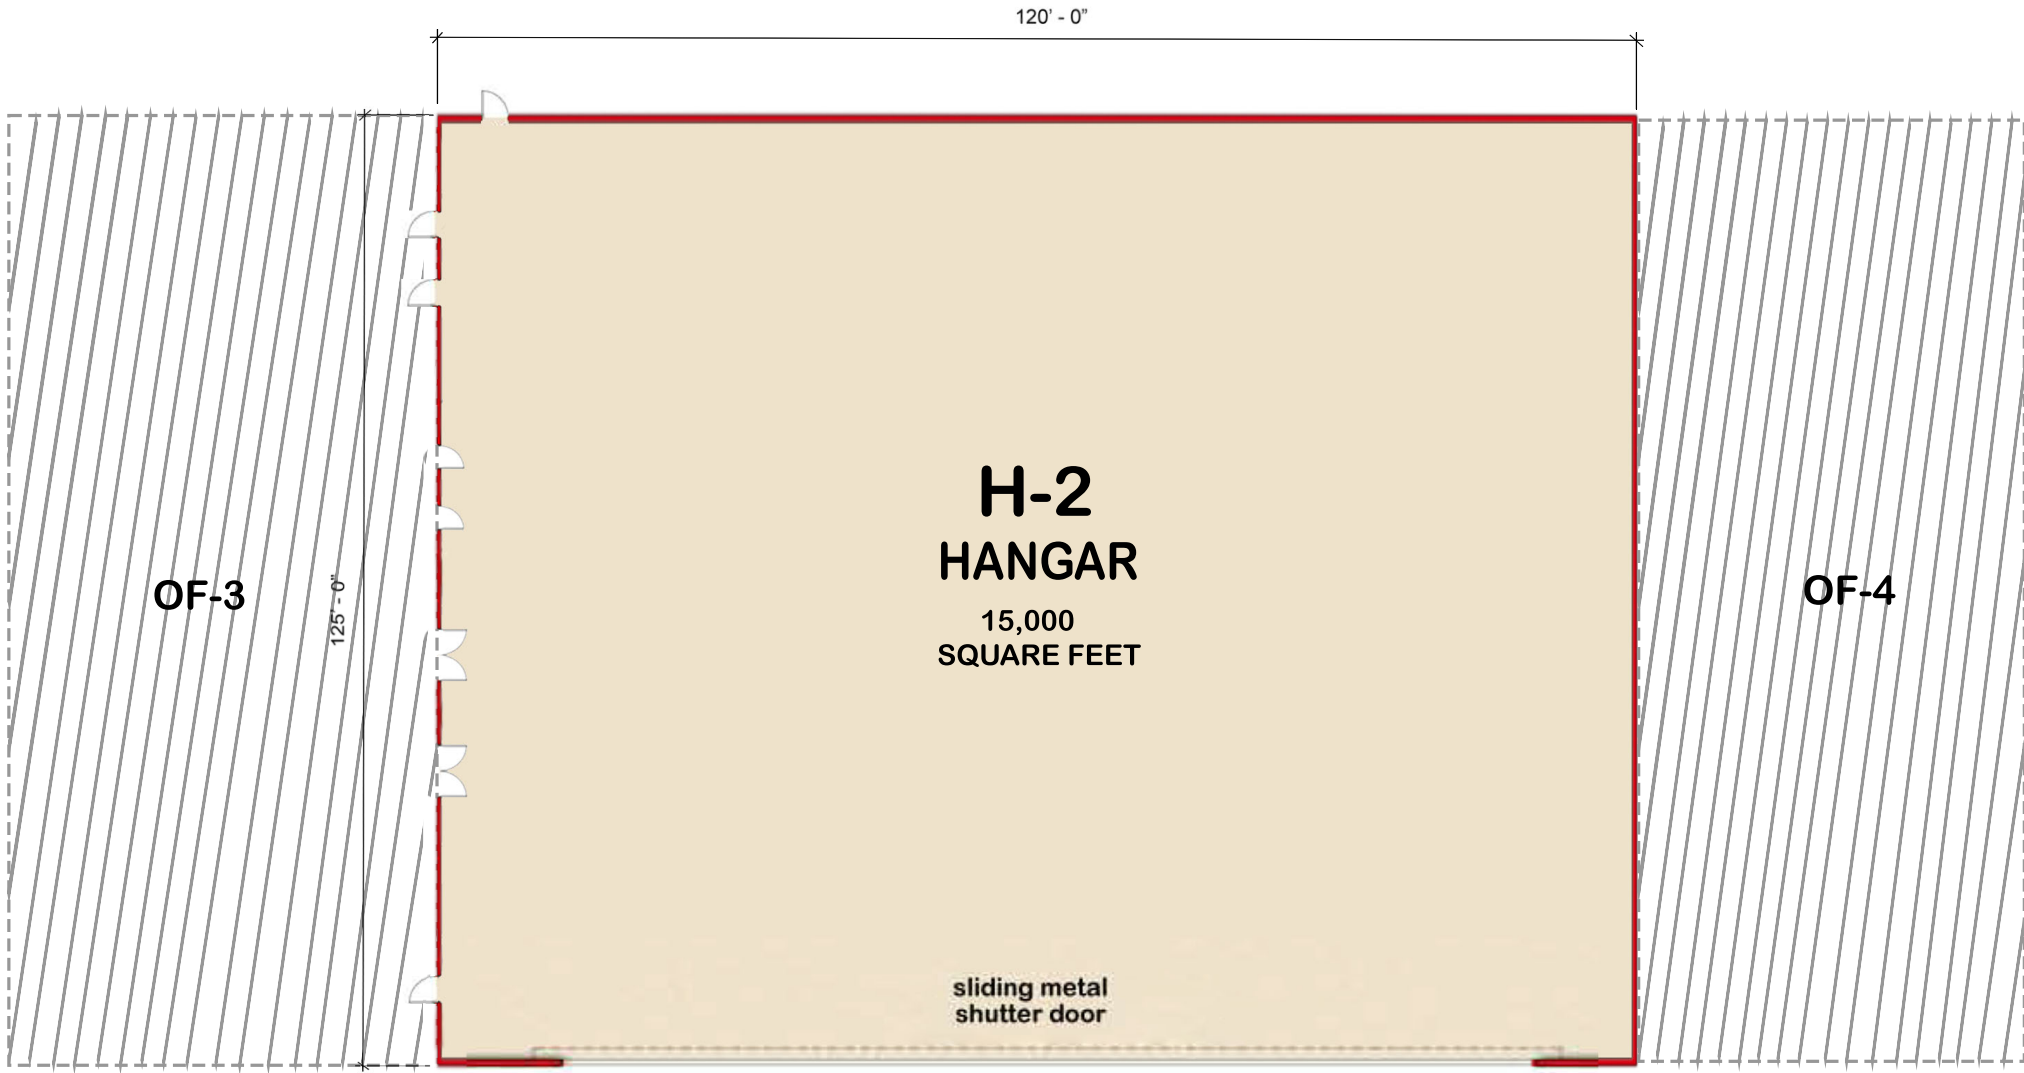 120' - 0"
H-2
HANGAR
15,000
SQUARE FEET
OF-3
125' - 0"
OF-4
sliding metal
shutter door